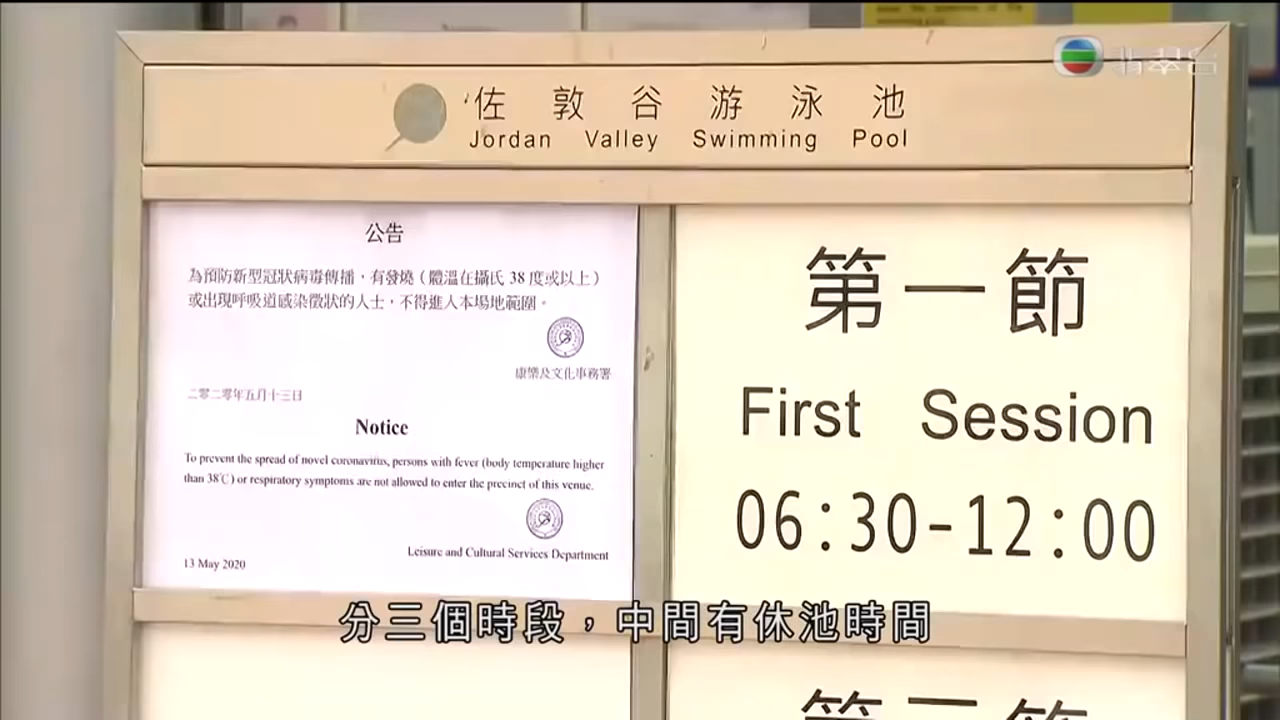 翡翠台
佐敦谷游泳池
Jordan Valley Swimming Pool
公告
為預防新型冠狀病毒傳播，有發燒（體溫在攝氏 38 度或以上）
或出現呼吸道感染徵狀的人士，不得進入本場地範圍。
康樂及文化事務署
二零二零年五月十三日
Notice
To prevent the spread of novel coronavirus, persons with fever (body temperature higher
than 38℃) or respiratory symptoms are not allowed to enter the precinct of this venue.
Leisure and Cultural Services Department
13 May 2020
第一節
First Session
06:30-12:00
分三個時段，中間有休池時間